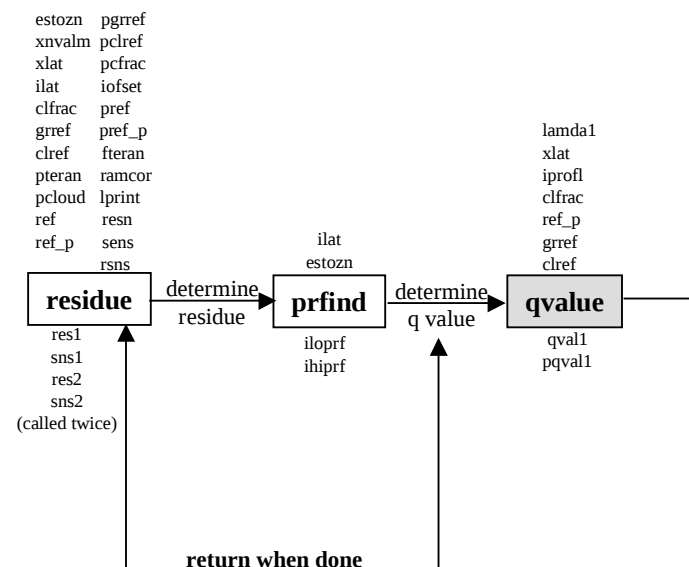 estozn pgrref
xnvalm pclref
xlat pcfrac
ilat iofset
clfrac pref
grref pref_p
clref fteran
pteran ramcor
pcloud lprint
ref resn
ref_p sens
rsns
residue
res1
sns1
res2
sns2
(called twice)
determine
residue
ilat
estozn
prfind
iloprf
ihiprf
determine
q value
lamda1
xlat
iprofl
clfrac
ref_p
grref
clref
qvalue
qval1
pqval1
return when done